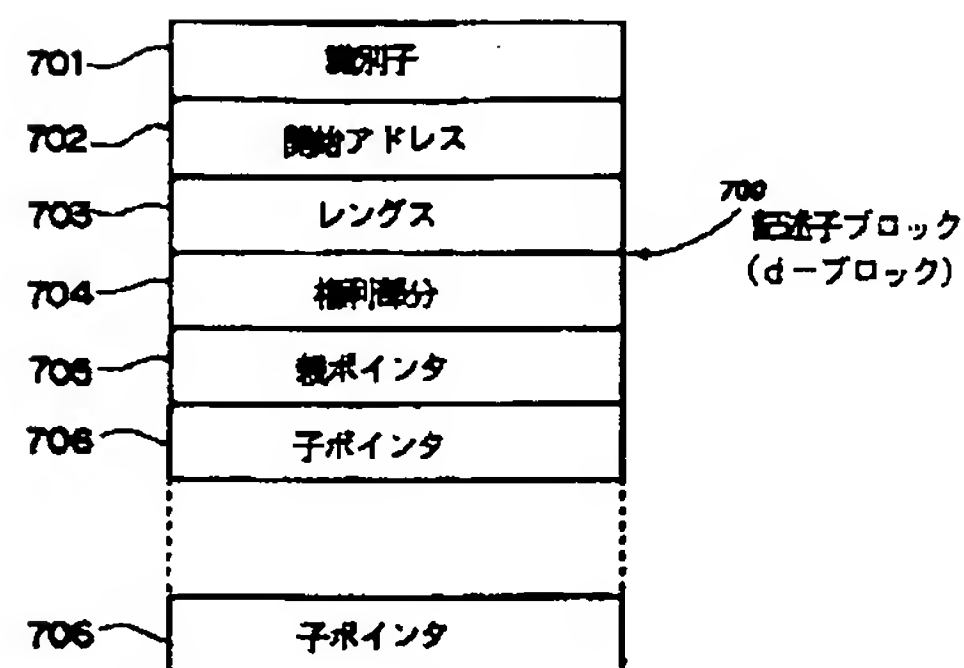 701 識別子
702 開始アドレス
703 レングス
700
記述子ブロック
(d-ブロック)
704 権利部分
705 親ポインタ
706 子ポインタ
706 子ポインタ